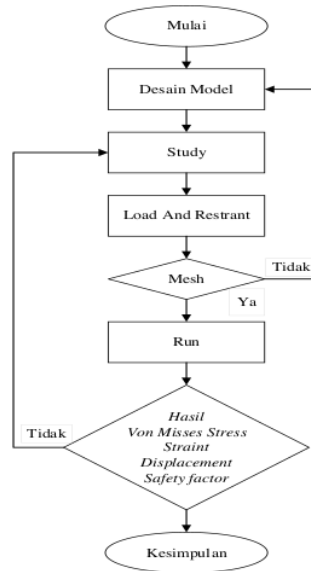 Mulai
Desain Model
Study
Load And Restrant
Mesh
Tidak
Ya
Run
Tidak
Hasil
Von Misses Stress
Straint
Displacement
Safety factor
Kesimpulan